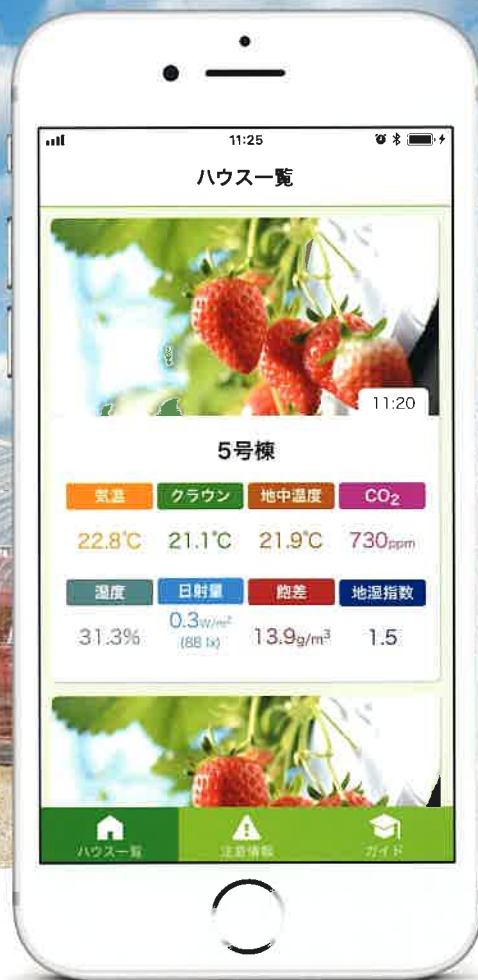 11:25
ハウス一覧
11:20
5号棟
気温 クラウン 地中温度 CO2
22.8℃ 21.1℃ 21.9℃ 730ppm
湿度 日射量 飽差 地湿指数
31.3% 0.3W/m² 13.9g/m³ 1.5
(88 lx)
ハウス一覧 注意情報 ガイド